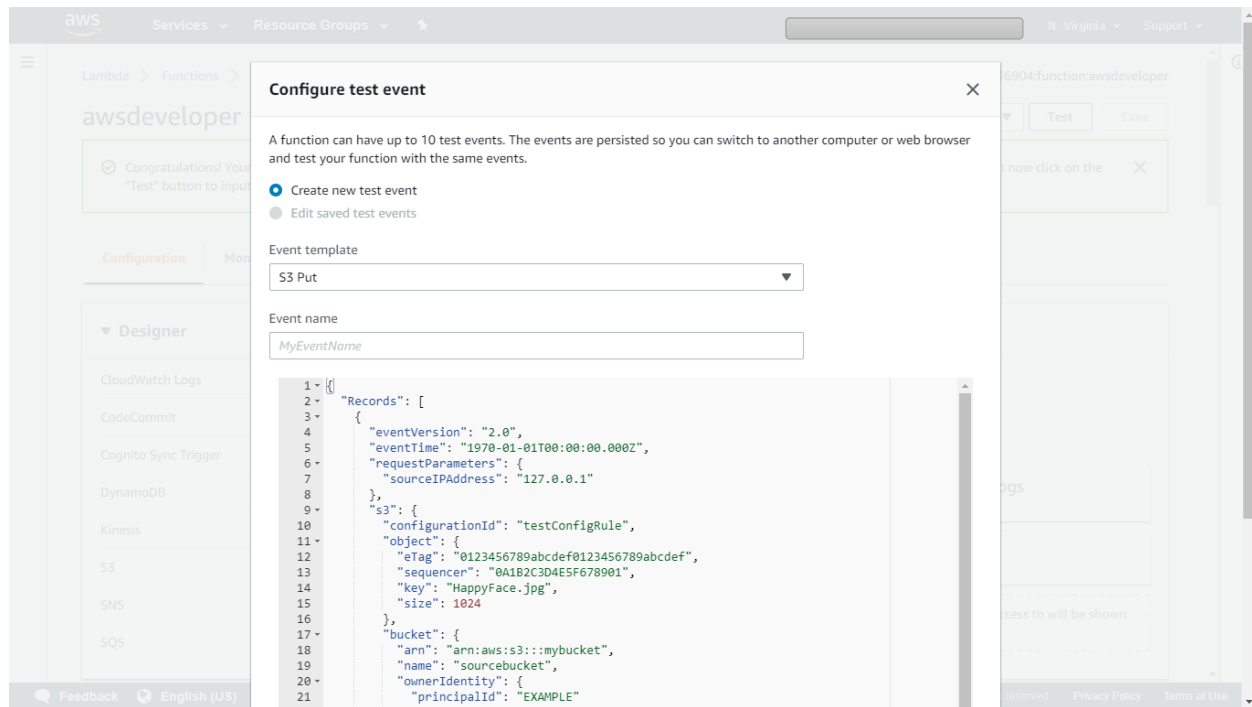 aws
Services
Resource Groups
N. Virginia
Support
Lambda > Functions >
56904:function:awsdeveloper
awsdeveloper
Test
Save
Congratulations! Your
now click on the
"Test" button to input
Configuration
Mon
Designer
CloudWatch Logs
CodeCommit
Cognito Sync Trigger
DynamoDB
Kinesis
S3
SNS
SQS
ogs
ccess to will be shown
Configure test event
A function can have up to 10 test events. The events are persisted so you can switch to another computer or web browser
and test your function with the same events.
Create new test event
Edit saved test events
Event template
S3 Put
Event name
MyEventName
1 {
2 "Records": [
3 {
4 "eventVersion": "2.0",
5 "eventTime": "1970-01-01T00:00:00.000Z",
6 "requestParameters": {
7 "sourceIPAddress": "127.0.0.1"
8 },
9 "s3": {
10 "configurationId": "testConfigRule",
11 "object": {
12 "eTag": "0123456789abcdef0123456789abcdef",
13 "sequencer": "0A1B2C3D4E5F678901",
14 "key": "HappyFace.jpg",
15 "size": 1024
16 },
17 "bucket": {
18 "arn": "arn:aws:s3:::mybucket",
19 "name": "sourcebucket",
20 "ownerIdentity": {
21 "principalId": "EXAMPLE"
Feedback
English (US)
reserved
Privacy Policy
Terms of Use